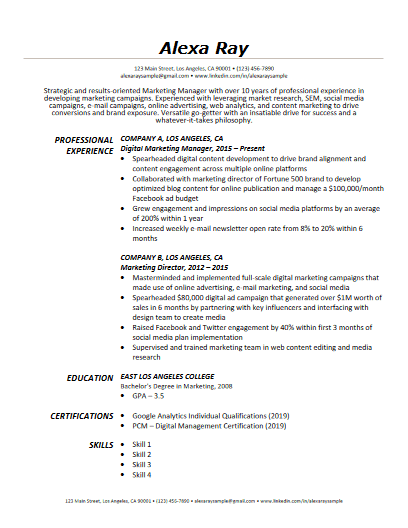 Alexa Ray
123 Main Street, Los Angeles, CA 90001 • (123) 456-7890
alexaraysample@gmail.com • www.linkedin.com/in/alexaraysample
Strategic and results-oriented Marketing Manager with over 10 years of professional experience in
developing marketing campaigns. Experienced with leveraging market research, SEM, social media
campaigns, e-mail campaigns, online advertising, web analytics, and content marketing to drive
conversions and brand exposure. Versatile go-getter with an insatiable drive for success and a
whatever-it-takes philosophy.
PROFESSIONAL
EXPERIENCE
COMPANY A, LOS ANGELES, CA
Digital Marketing Manager, 2015 – Present
• Spearheaded digital content development to drive brand alignment and
content engagement across multiple online platforms
• Collaborated with marketing director of Fortune 500 brand to develop
optimized blog content for online publication and manage a $100,000/month
Facebook ad budget
• Grew engagement and impressions on social media platforms by an average
of 200% within 1 year
• Increased weekly e-mail newsletter open rate from 8% to 20% within 6
months
COMPANY B, LOS ANGELES, CA
Marketing Director, 2012 – 2015
• Masterminded and implemented full-scale digital marketing campaigns that
made use of online advertising, e-mail marketing, and social media
• Spearheaded $80,000 digital ad campaign that generated over $1M worth of
sales in 6 months by partnering with key influencers and interfacing with
design team to create media
• Raised Facebook and Twitter engagement by 40% within first 3 months of
social media plan implementation
• Supervised and trained marketing team in web content editing and media
research
EDUCATION
EAST LOS ANGELES COLLEGE
Bachelor's Degree in Marketing, 2008
• GPA – 3.5
CERTIFICATIONS
• Google Analytics Individual Qualifications (2019)
• PCM – Digital Management Certification (2019)
SKILLS
• Skill 1
• Skill 2
• Skill 3
• Skill 4
123 Main Street, Los Angeles, CA 90001 • (123) 456-7890 • alexaraysample@gmail.com • www.linkedin.com/in/alexaraysample